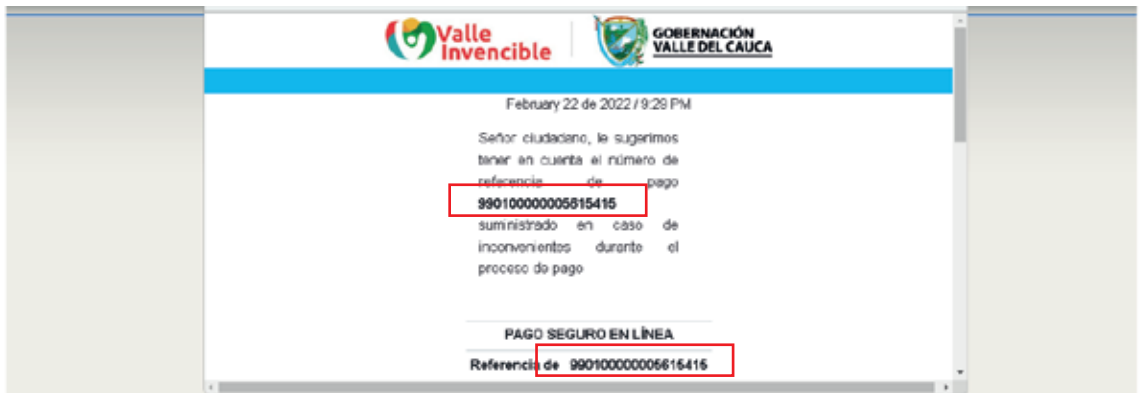 Valle
Invencible
GOBERNACIÓN
VALLE DEL CAUCA
February 22 de 2022 / 9:29 PM
Señor ciudadano, le sugerimos
tener en cuenta el número de
referencia de pago
990100000005615415
suministrado en caso de
inconvenientes durante el
proceso de pago
PAGO SEGURO EN LÍNEA
Referencia de 990100000005615415